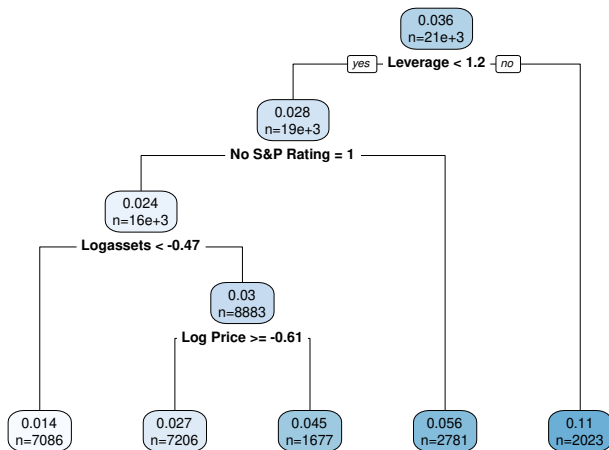 0.036
n=21e+3
yes Leverage < 1.2 no
0.028
n=19e+3
No S&P Rating = 1
0.024
n=16e+3
Logassets < -0.47
0.03
n=8883
Log Price >= -0.61
0.014
n=7086
0.027
n=7206
0.045
n=1677
0.056
n=2781
0.11
n=2023